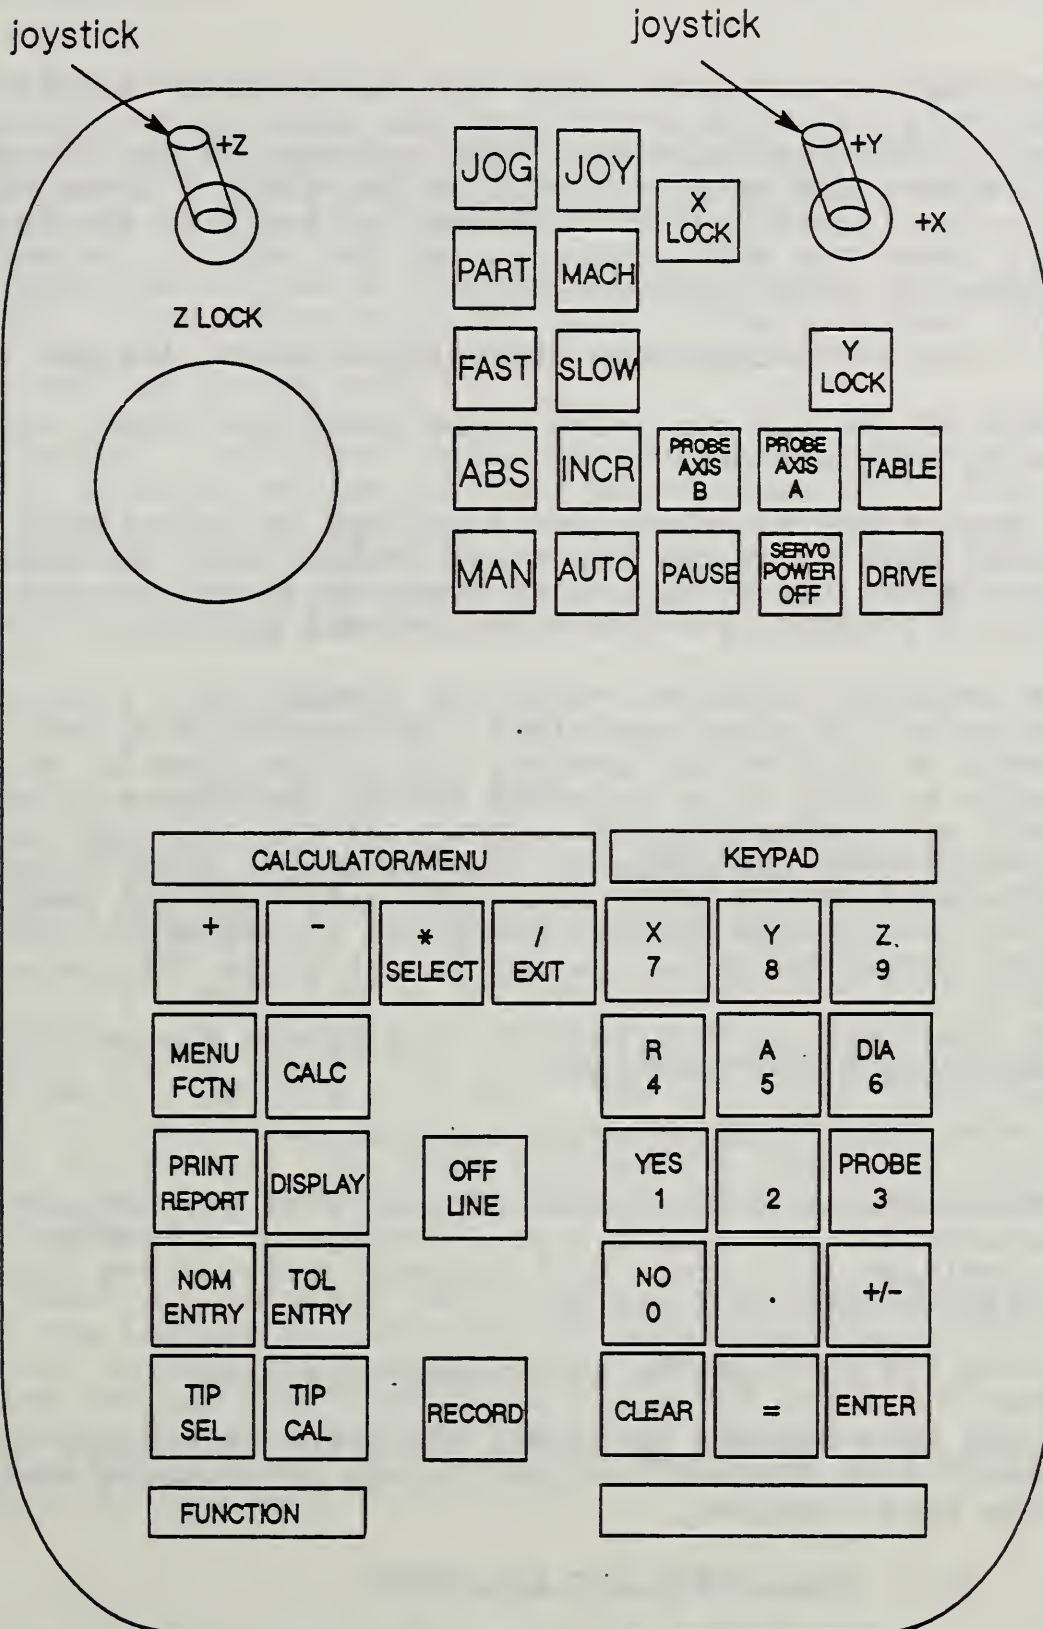 joystick
joystick
+Z
JOG
JOY
X
LOCK
+Y
+X
PART
MACH
Z LOCK
FAST
SLOW
Y
LOCK
ABS
INCR
PROBE
AXIS
B
PROBE
AXIS
A
TABLE
MAN
AUTO
PAUSE
SERVO
POWER
OFF
DRIVE
CALCULATOR/MENU
KEYPAD
+
-
*
SELECT
/
EXIT
X
7
Y
8
Z
9
MENU
FCTN
CALC
R
4
A
5
DIA
6
PRINT
REPORT
DISPLAY
OFF
LINE
YES
1
2
PROBE
3
NOM
ENTRY
TOL
ENTRY
NO
0
.
+/-
TIP
SEL
TIP
CAL
RECORD
CLEAR
=
ENTER
FUNCTION